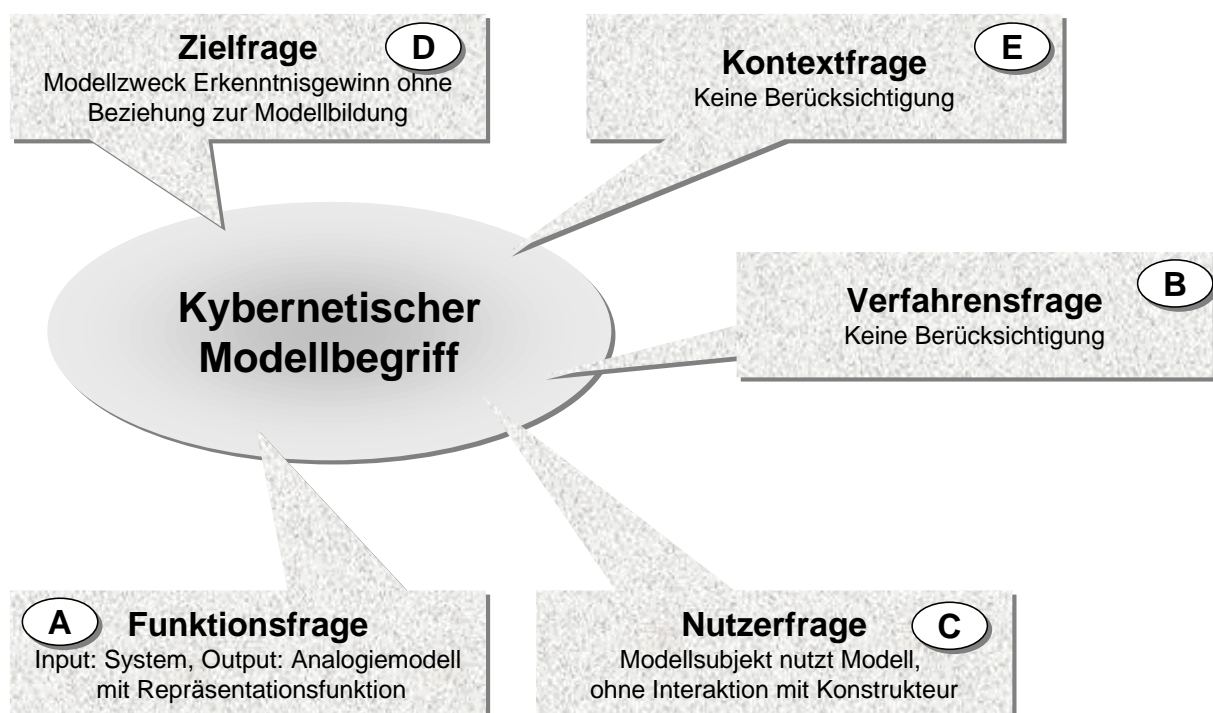 Zielfrage
D
Modellzweck Erkenntnisgewinn ohne
Beziehung zur Modellbildung
Kontextfrage
E
Keine Berücksichtigung
Kybernetischer
Modellbegriff
Verfahrensfrage
B
Keine Berücksichtigung
A
Funktionsfrage
Input: System, Output: Analogiemodell
mit Repräsentationsfunktion
Nutzerfrage
C
Modellsubjekt nutzt Modell,
ohne Interaktion mit Konstrukteur